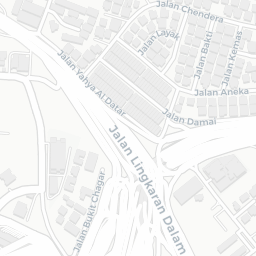 Jalan Chendera
Jalan Layak
Jalan Bakti
Jalan Kemas
Jalan Yahya Al Datar
Jalan Aneka
Jalan Damai
Jalan Lingkaran Dalam
Jalan Bukit Chagar